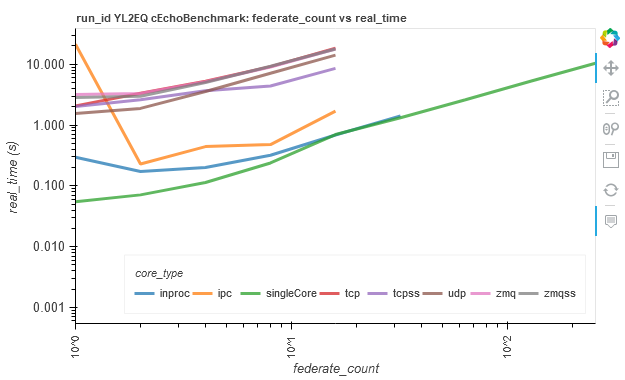 run_id YL2EQ cEchoBenchmark: federate_count vs real_time
10.000
1.000
0.100
0.010
0.001
real_time (s)
core_type
inproc ipc singleCore tcp tcpss udp zmq zmqss
10^0 10^1 10^2
federate_count